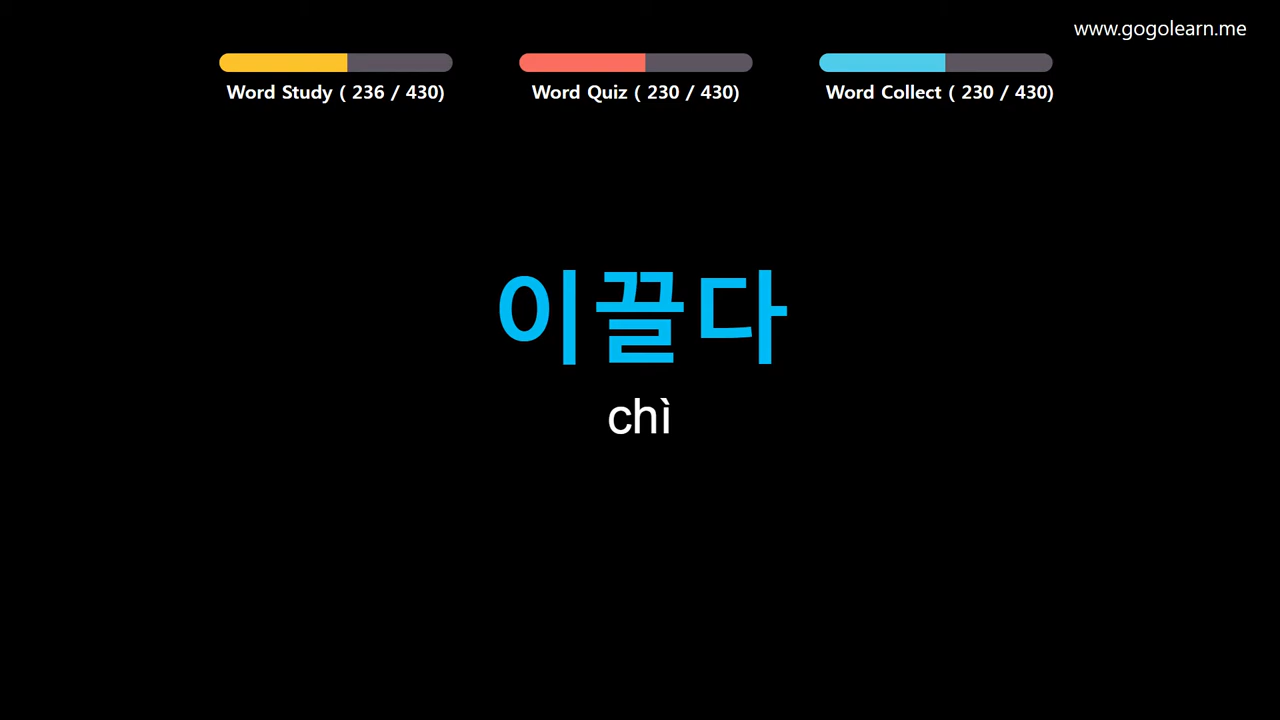 www.gogolearn.me
Word Study ( 236 / 430)
Word Quiz ( 230 / 430)
Word Collect ( 230 / 430)
이끌다
chì